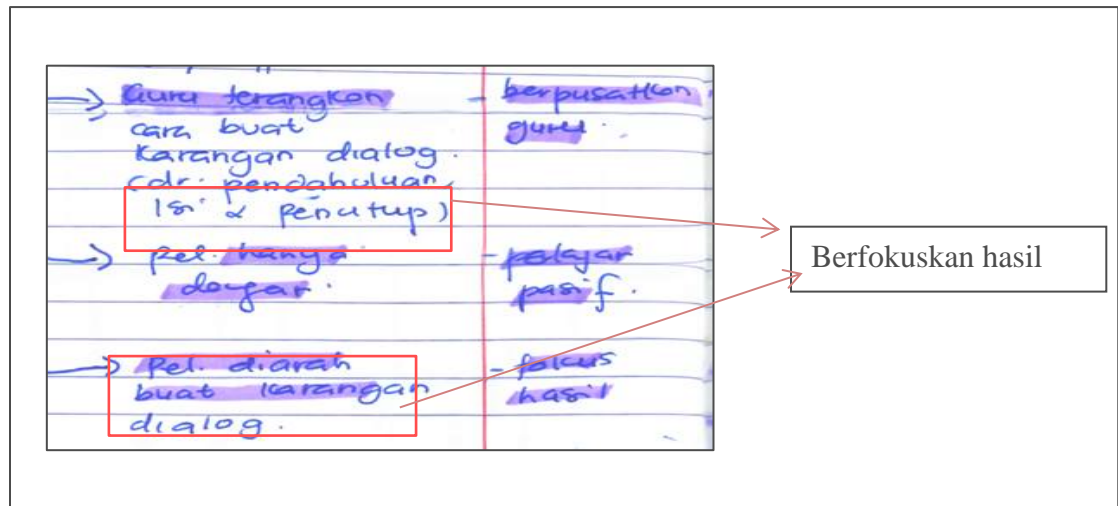 → Guru terangkan
cara buat
karangan dialog.
(dr. pendahuluan,
Isi & penutup)
- berpusatkan
guru.
→ Pel. hanya
dengar.
- pelajar
pasif.
→ Pel. diarah
buat karangan
dialog.
- fokus
hasil
Berfokuskan hasil